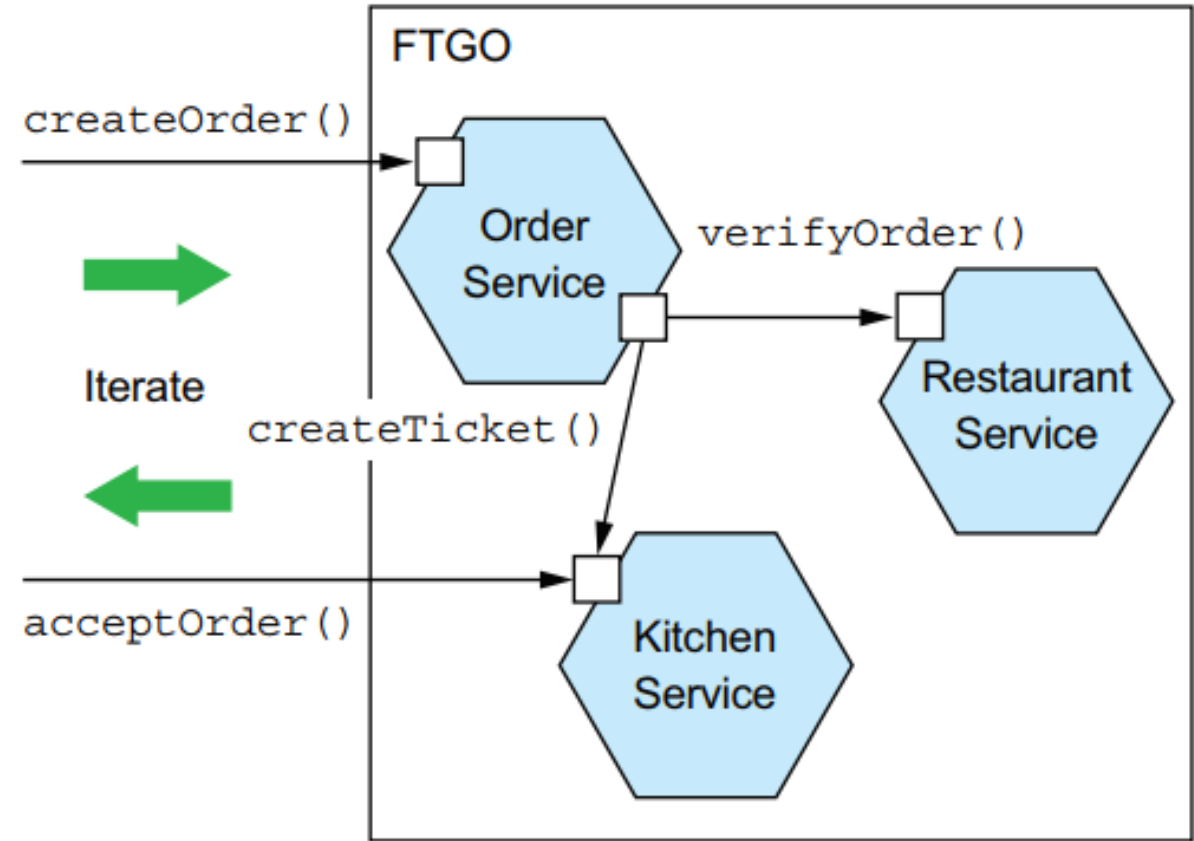 FTGO
createOrder()
Order
Service
verifyOrder()
Iterate
Restaurant
Service
createTicket()
acceptOrder()
Kitchen
Service